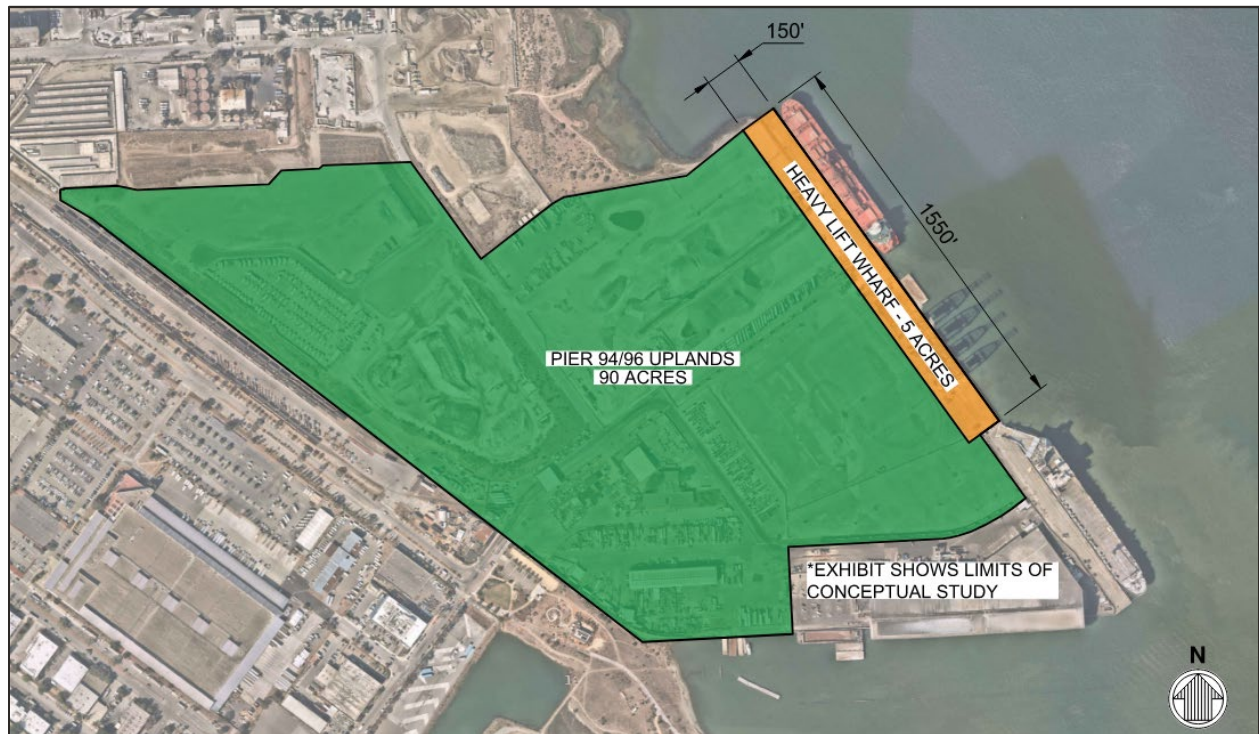 150'
1550'
HEAVY LIFT WHARF - 5 ACRES
PIER 94/96 UPLANDS
90 ACRES
*EXHIBIT SHOWS LIMITS OF
CONCEPTUAL STUDY
N